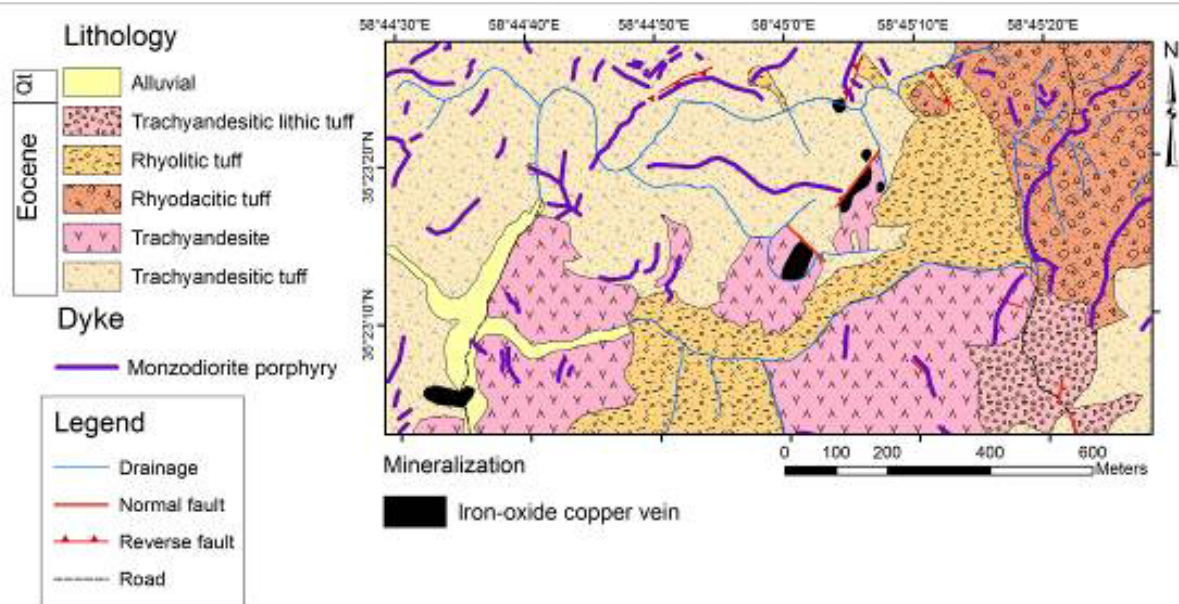 58°44'30"E 58°44'40"E 58°44'50"E 58°45'0"E 58°45'10"E 58°45'20"E
Lithology
Qt
Eocene
Alluvial
Trachyandesitic lithic tuff
Rhyolitic tuff
Rhyodacitic tuff
Trachyandesite
Trachyandesitic tuff
Dyke
Monzodiorite porphyry
Legend
Drainage
Normal fault
Reverse fault
Road
N
S
35°23'20"N
35°23'10"N
Mineralization
Iron-oxide copper vein
0 100 200 400 600
Meters